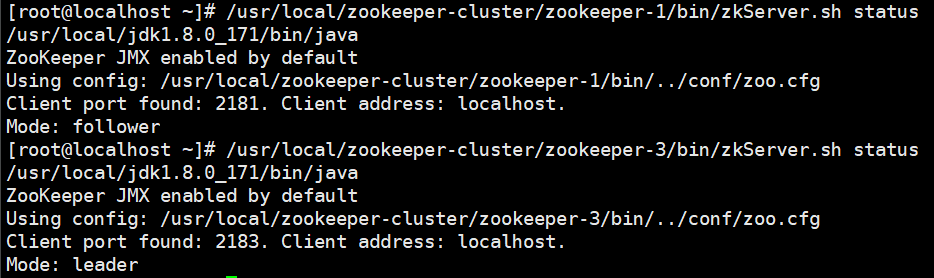 [root@localhost ~]# /usr/local/zookeeper-cluster/zookeeper-1/bin/zkServer.sh status
/usr/local/jdk1.8.0_171/bin/java
ZooKeeper JMX enabled by default
Using config: /usr/local/zookeeper-cluster/zookeeper-1/bin/../conf/zoo.cfg
Client port found: 2181. Client address: localhost.
Mode: follower
[root@localhost ~]# /usr/local/zookeeper-cluster/zookeeper-3/bin/zkServer.sh status
/usr/local/jdk1.8.0_171/bin/java
ZooKeeper JMX enabled by default
Using config: /usr/local/zookeeper-cluster/zookeeper-3/bin/../conf/zoo.cfg
Client port found: 2183. Client address: localhost.
Mode: leader